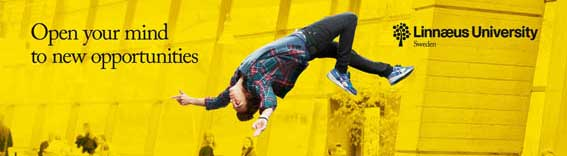 Open your mind
to new opportunities
Linnæus University
Sweden